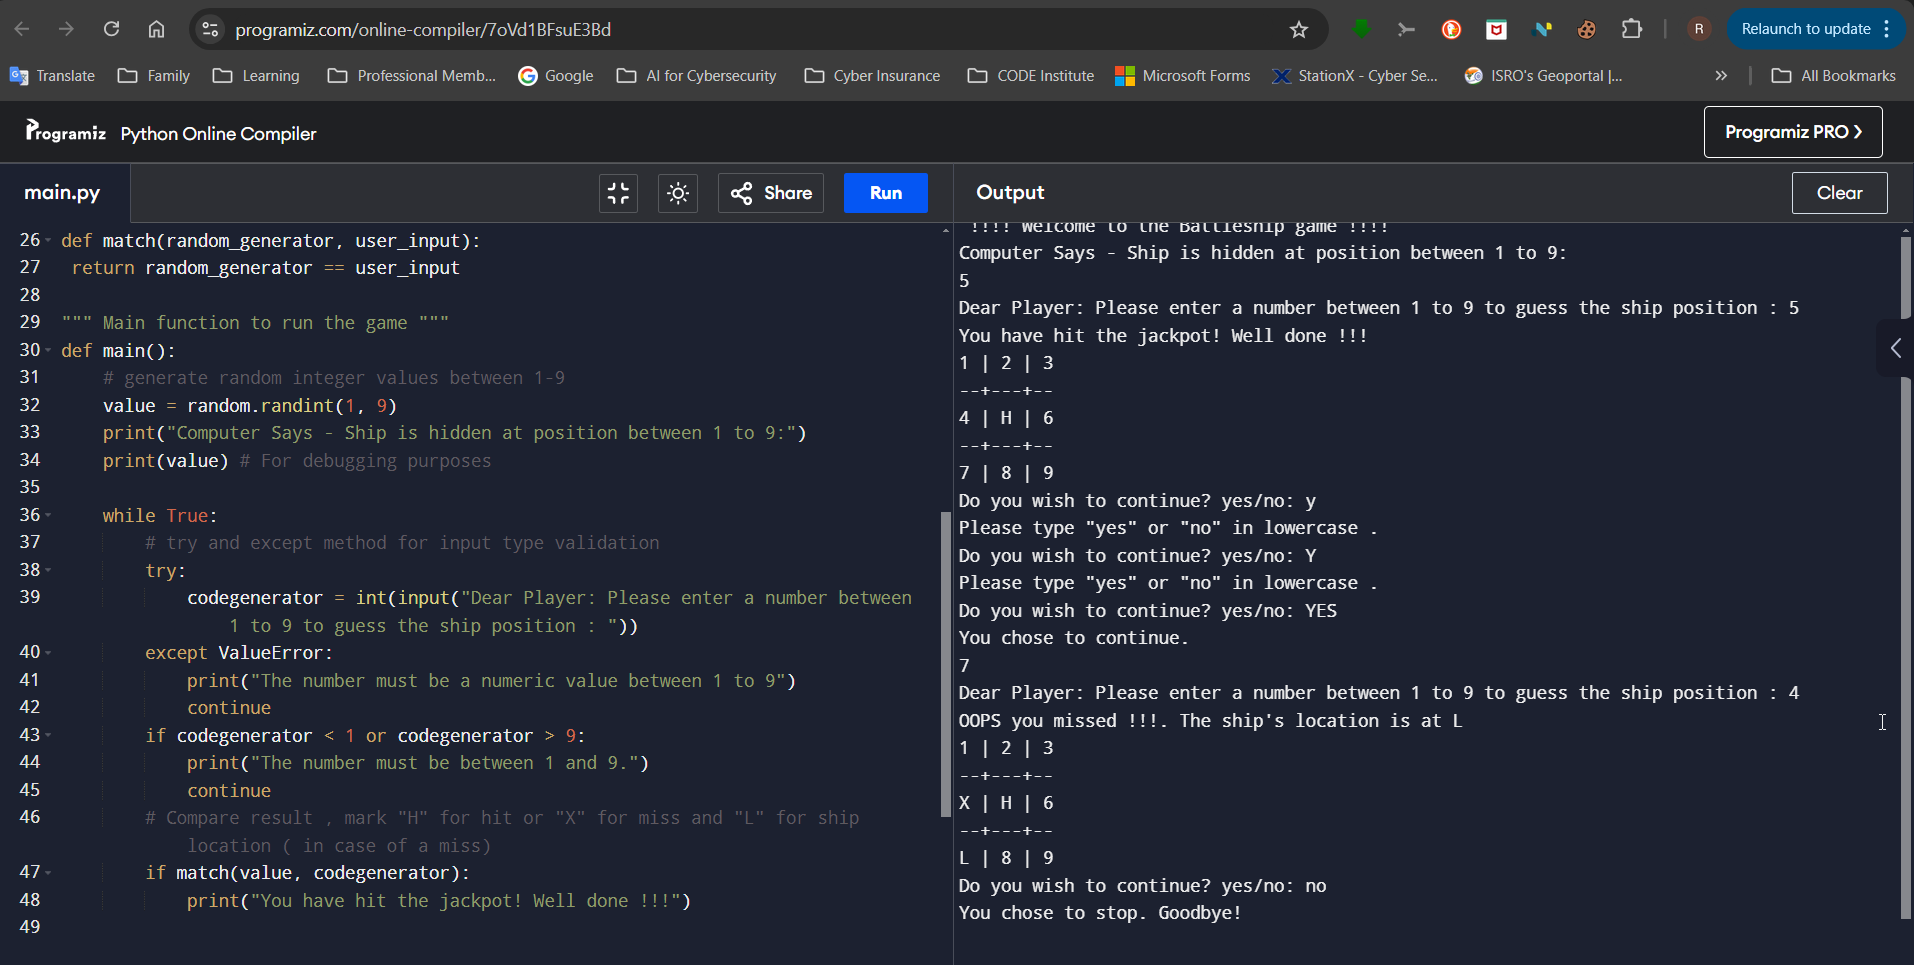 programiz.com/online-compiler/7oVd1BFsuE3Bd
R
Relaunch to update
Translate
Family
Learning
Professional Memb...
Google
AI for Cybersecurity
Cyber Insurance
CODE Institute
Microsoft Forms
StationX - Cyber Se...
ISRO's Geoportal |...
»
All Bookmarks
Programiz
Python Online Compiler
Programiz PRO ❯
main.py
Share
Run
Output
Clear
26 def match(random_generator, user_input):
27 return random_generator == user_input
28
29 """ Main function to run the game """
30 def main():
31 # generate random integer values between 1-9
32 value = random.randint(1, 9)
33 print("Computer Says - Ship is hidden at position between 1 to 9:")
34 print(value) # For debugging purposes
35
36 while True:
37 # try and except method for input type validation
38 try:
39 codegenerator = int(input("Dear Player: Please enter a number between
1 to 9 to guess the ship position : "))
40 except ValueError:
41 print("The number must be a numeric value between 1 to 9")
42 continue
43 if codegenerator < 1 or codegenerator > 9:
44 print("The number must be between 1 and 9.")
45 continue
46 # Compare result , mark "H" for hit or "X" for miss and "L" for ship
location ( in case of a miss)
47 if match(value, codegenerator):
48 print("You have hit the jackpot! Well done !!!")
49
!!!! Welcome to the Battleship game !!!!
Computer Says - Ship is hidden at position between 1 to 9:
5
Dear Player: Please enter a number between 1 to 9 to guess the ship position : 5
You have hit the jackpot! Well done !!!
1 | 2 | 3
--+---+--
4 | H | 6
--+---+--
7 | 8 | 9
Do you wish to continue? yes/no: y
Please type "yes" or "no" in lowercase .
Do you wish to continue? yes/no: Y
Please type "yes" or "no" in lowercase .
Do you wish to continue? yes/no: YES
You chose to continue.
7
Dear Player: Please enter a number between 1 to 9 to guess the ship position : 4
OOPS you missed !!!. The ship's location is at L
1 | 2 | 3
--+---+--
X | H | 6
--+---+--
L | 8 | 9
Do you wish to continue? yes/no: no
You chose to stop. Goodbye!